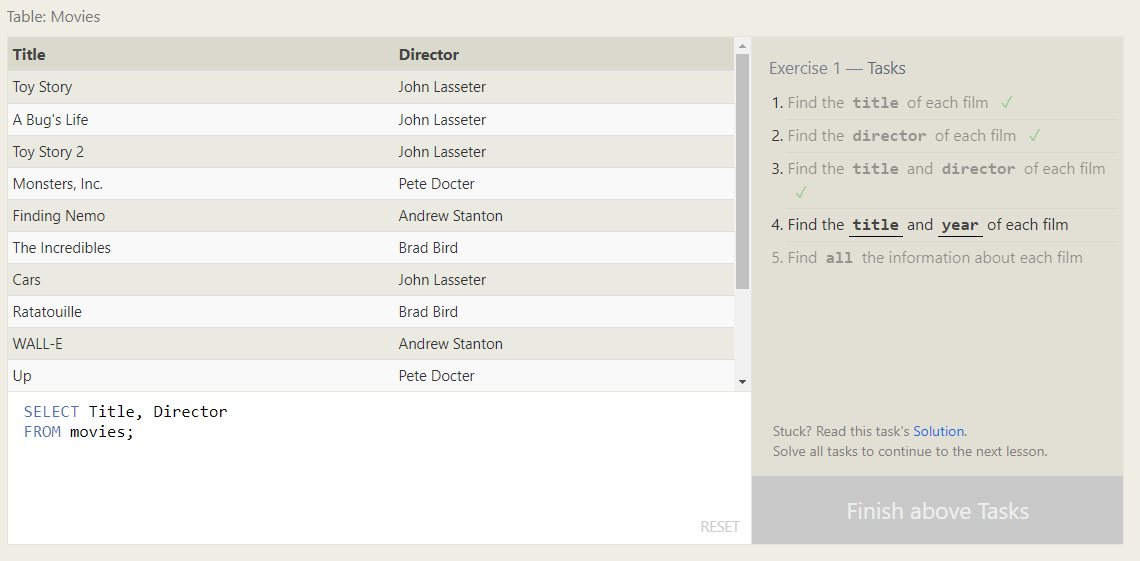 Table: Movies
Title Director
Toy Story John Lasseter
A Bug's Life John Lasseter
Toy Story 2 John Lasseter
Monsters, Inc. Pete Docter
Finding Nemo Andrew Stanton
The Incredibles Brad Bird
Cars John Lasseter
Ratatouille Brad Bird
WALL-E Andrew Stanton
Up Pete Docter
SELECT Title, Director
FROM movies;
RESET
Exercise 1 — Tasks
1. Find the title of each film ✓
2. Find the director of each film ✓
3. Find the title and director of each film
✓
4. Find the title and year of each film
5. Find all the information about each film
Stuck? Read this task's Solution.
Solve all tasks to continue to the next lesson.
Finish above Tasks